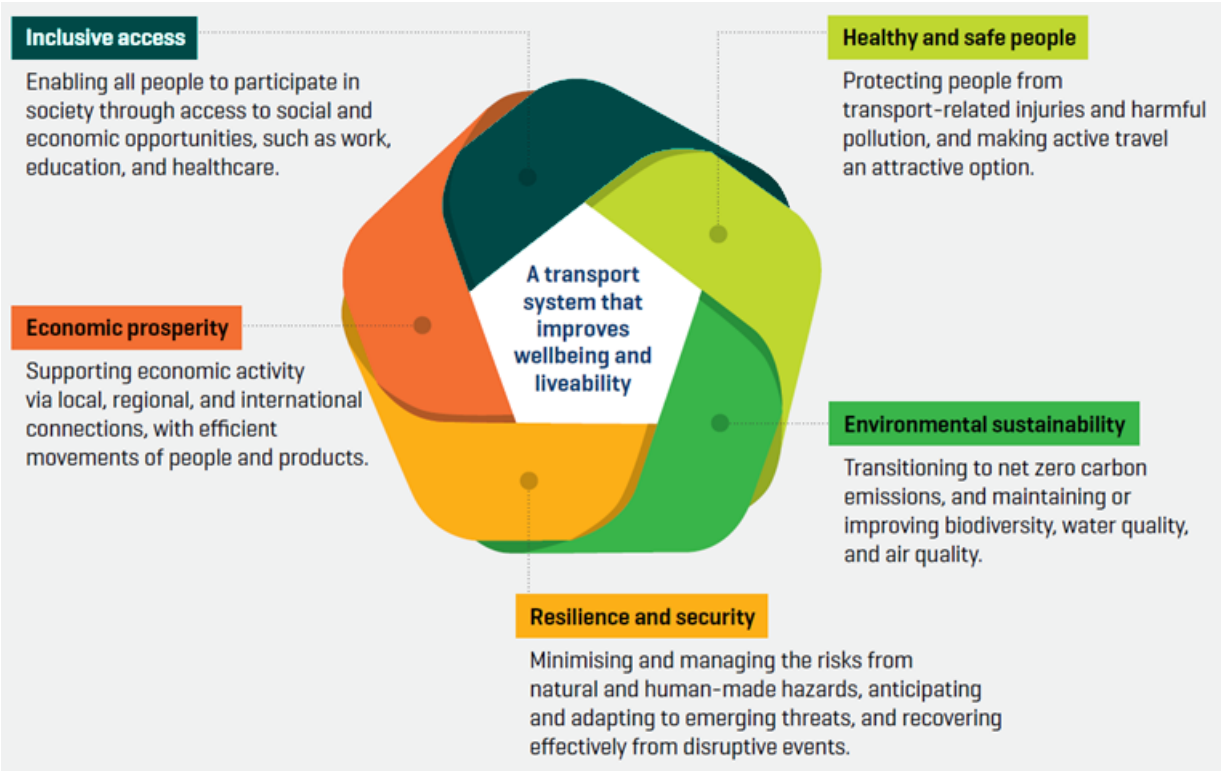 Inclusive access
Enabling all people to participate in
society through access to social and
economic opportunities, such as work,
education, and healthcare.
Healthy and safe people
Protecting people from
transport-related injuries and harmful
pollution, and making active travel
an attractive option.
A transport
system that
improves
wellbeing and
liveability
Economic prosperity
Supporting economic activity
via local, regional, and international
connections, with efficient
movements of people and products.
Environmental sustainability
Transitioning to net zero carbon
emissions, and maintaining or
improving biodiversity, water quality,
and air quality.
Resilience and security
Minimising and managing the risks from
natural and human-made hazards, anticipating
and adapting to emerging threats, and recovering
effectively from disruptive events.